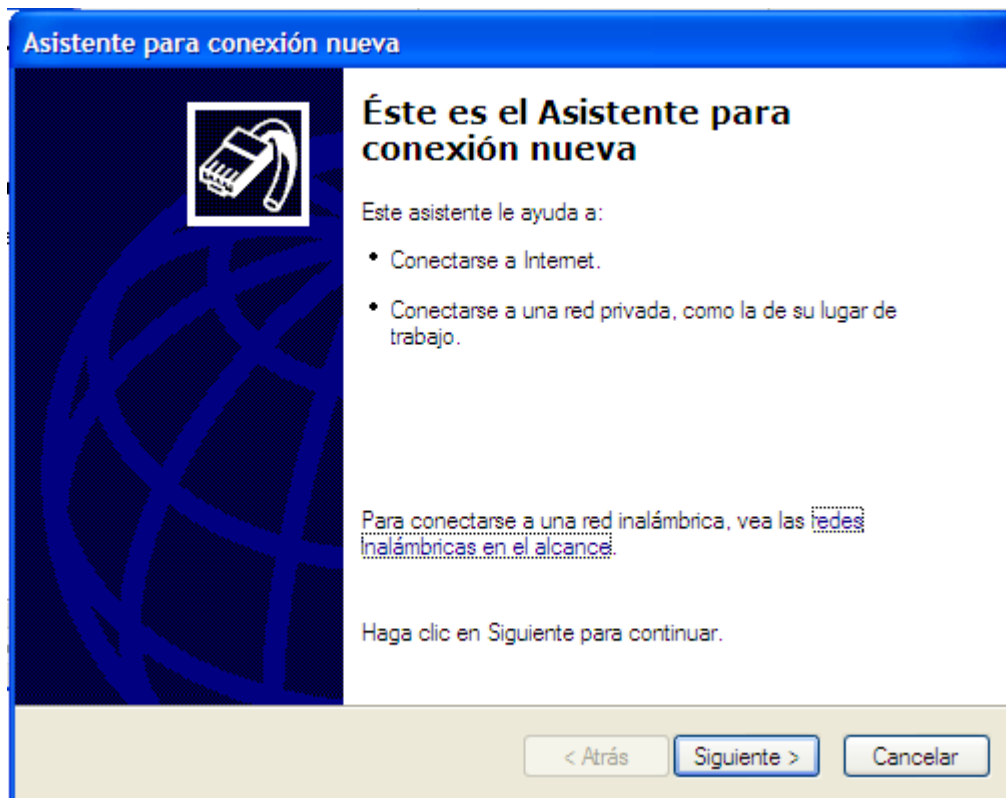 Asistente para conexión nueva
Éste es el Asistente para
conexión nueva
Este asistente le ayuda a:
• Conectarse a Internet.
• Conectarse a una red privada, como la de su lugar de
trabajo.
Para conectarse a una red inalámbrica, vea las redes
inalámbricas en el alcance.
Haga clic en Siguiente para continuar.
< Atrás Siguiente > Cancelar